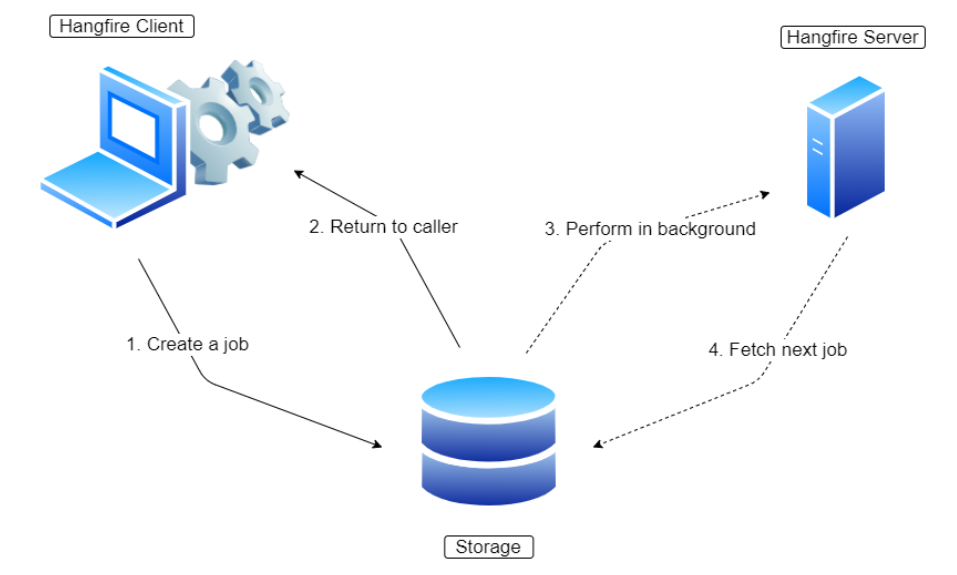 Hangfire Client
Hangfire Server
2. Return to caller
3. Perform in background
1. Create a job
4. Fetch next job
Storage